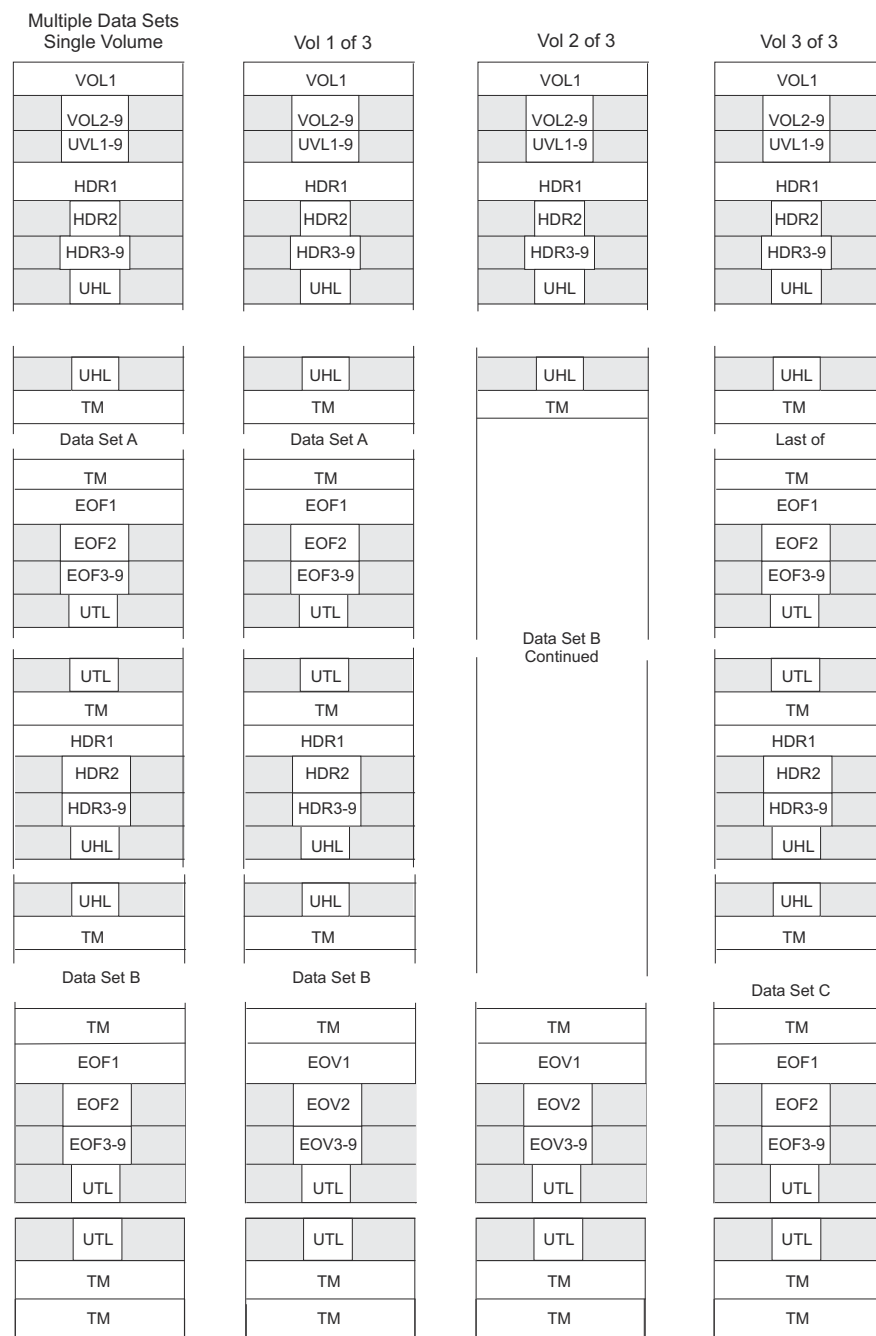 Multiple Data Sets
Single Volume
VOL1
VOL2-9
UVL1-9
HDR1
HDR2
HDR3-9
UHL
UHL
TM
Data Set A
TM
EOF1
EOF2
EOF3-9
UTL
UTL
TM
HDR1
HDR2
HDR3-9
UHL
UHL
TM
Data Set B
TM
EOF1
EOF2
EOF3-9
UTL
UTL
TM
TM
Vol 1 of 3
VOL1
VOL2-9
UVL1-9
HDR1
HDR2
HDR3-9
UHL
UHL
TM
Data Set A
TM
EOF1
EOF2
EOF3-9
UTL
UTL
TM
HDR1
HDR2
HDR3-9
UHL
UHL
TM
Data Set B
TM
EOV1
EOV2
EOV3-9
UTL
UTL
TM
TM
Vol 2 of 3
VOL1
VOL2-9
UVL1-9
HDR1
HDR2
HDR3-9
UHL
UHL
TM
Data Set B
Continued
TM
EOV1
EOV2
EOV3-9
UTL
UTL
TM
TM
Vol 3 of 3
VOL1
VOL2-9
UVL1-9
HDR1
HDR2
HDR3-9
UHL
UHL
TM
Last of
TM
EOF1
EOF2
EOF3-9
UTL
UTL
TM
HDR1
HDR2
HDR3-9
UHL
UHL
TM
Data Set C
TM
EOF1
EOF2
EOF3-9
UTL
UTL
TM
TM